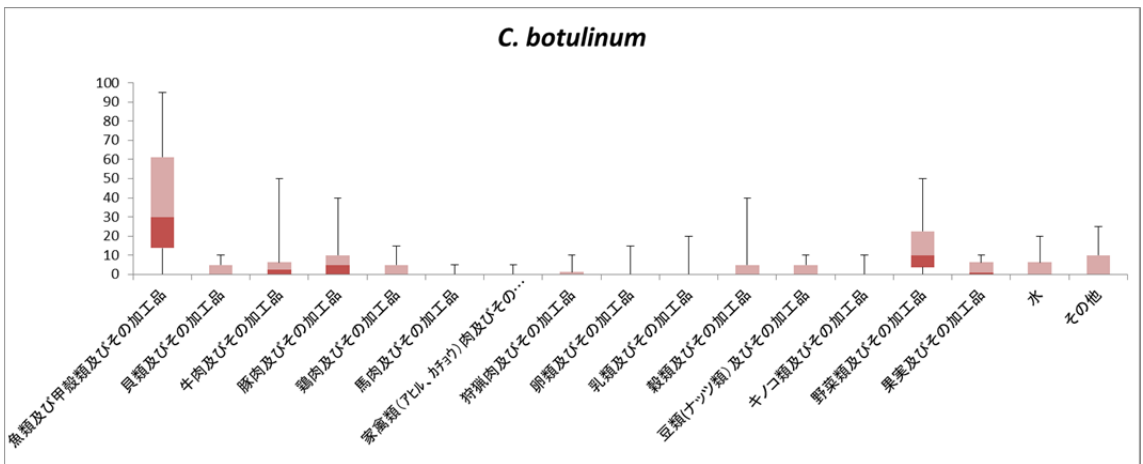 C. botulinum
100
90
80
70
60
50
40
30
20
10
0
魚類及び甲殻類及びその加工品
貝類及びその加工品
牛肉及びその加工品
豚肉及びその加工品
鶏肉及びその加工品
馬肉及びその加工品
家禽類(アヒル、カチョウ)肉及びその…
狩猟肉及びその加工品
卵類及びその加工品
乳類及びその加工品
穀類及びその加工品
豆類(ナッツ類)及びその加工品
キノコ類及びその加工品
野菜類及びその加工品
果実及びその加工品
水
その他